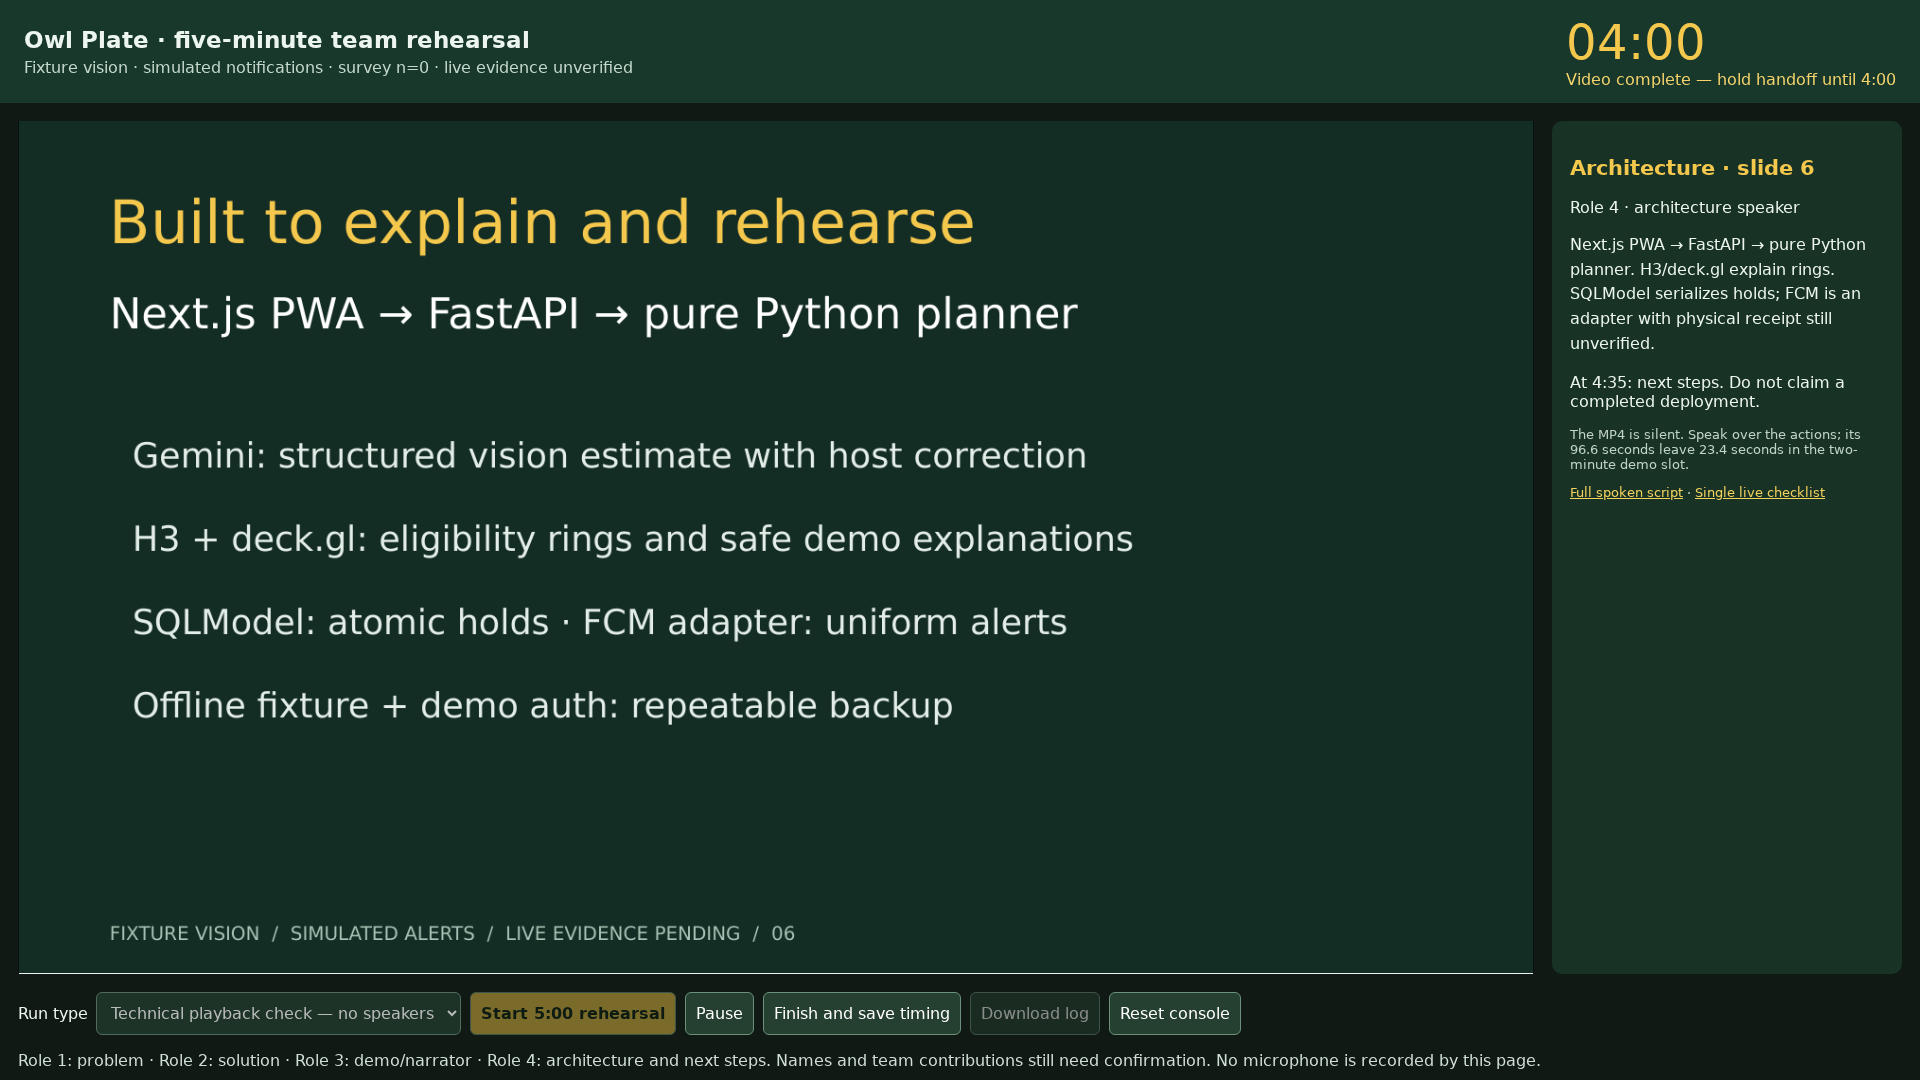 Owl Plate · five-minute team rehearsal
Fixture vision · simulated notifications · survey n=0 · live evidence unverified
04:00
Video complete — hold handoff until 4:00
Built to explain and rehearse
Next.js PWA → FastAPI → pure Python planner
Gemini: structured vision estimate with host correction
H3 + deck.gl: eligibility rings and safe demo explanations
SQLModel: atomic holds · FCM adapter: uniform alerts
Offline fixture + demo auth: repeatable backup
FIXTURE VISION / SIMULATED ALERTS / LIVE EVIDENCE PENDING / 06
Architecture · slide 6
Role 4 · architecture speaker
Next.js PWA → FastAPI → pure Python
planner. H3/deck.gl explain rings.
SQLModel serializes holds; FCM is an
adapter with physical receipt still
unverified.
At 4:35: next steps. Do not claim a
completed deployment.
The MP4 is silent. Speak over the actions; its
96.6 seconds leave 23.4 seconds in the two-
minute demo slot.
Full spoken script · Single live checklist
Run type
Technical playback check — no speakers
Start 5:00 rehearsal
Pause
Finish and save timing
Download log
Reset console
Role 1: problem · Role 2: solution · Role 3: demo/narrator · Role 4: architecture and next steps. Names and team contributions still need confirmation. No microphone is recorded by this page.